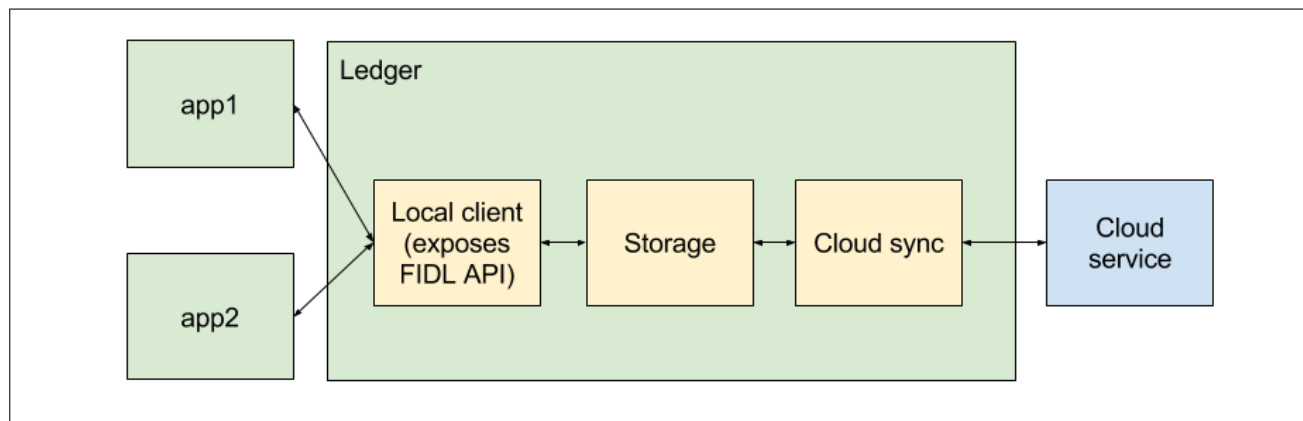 app1
Ledger
Local client
(exposes
FIDL API)
Storage
Cloud sync
Cloud
service
app2